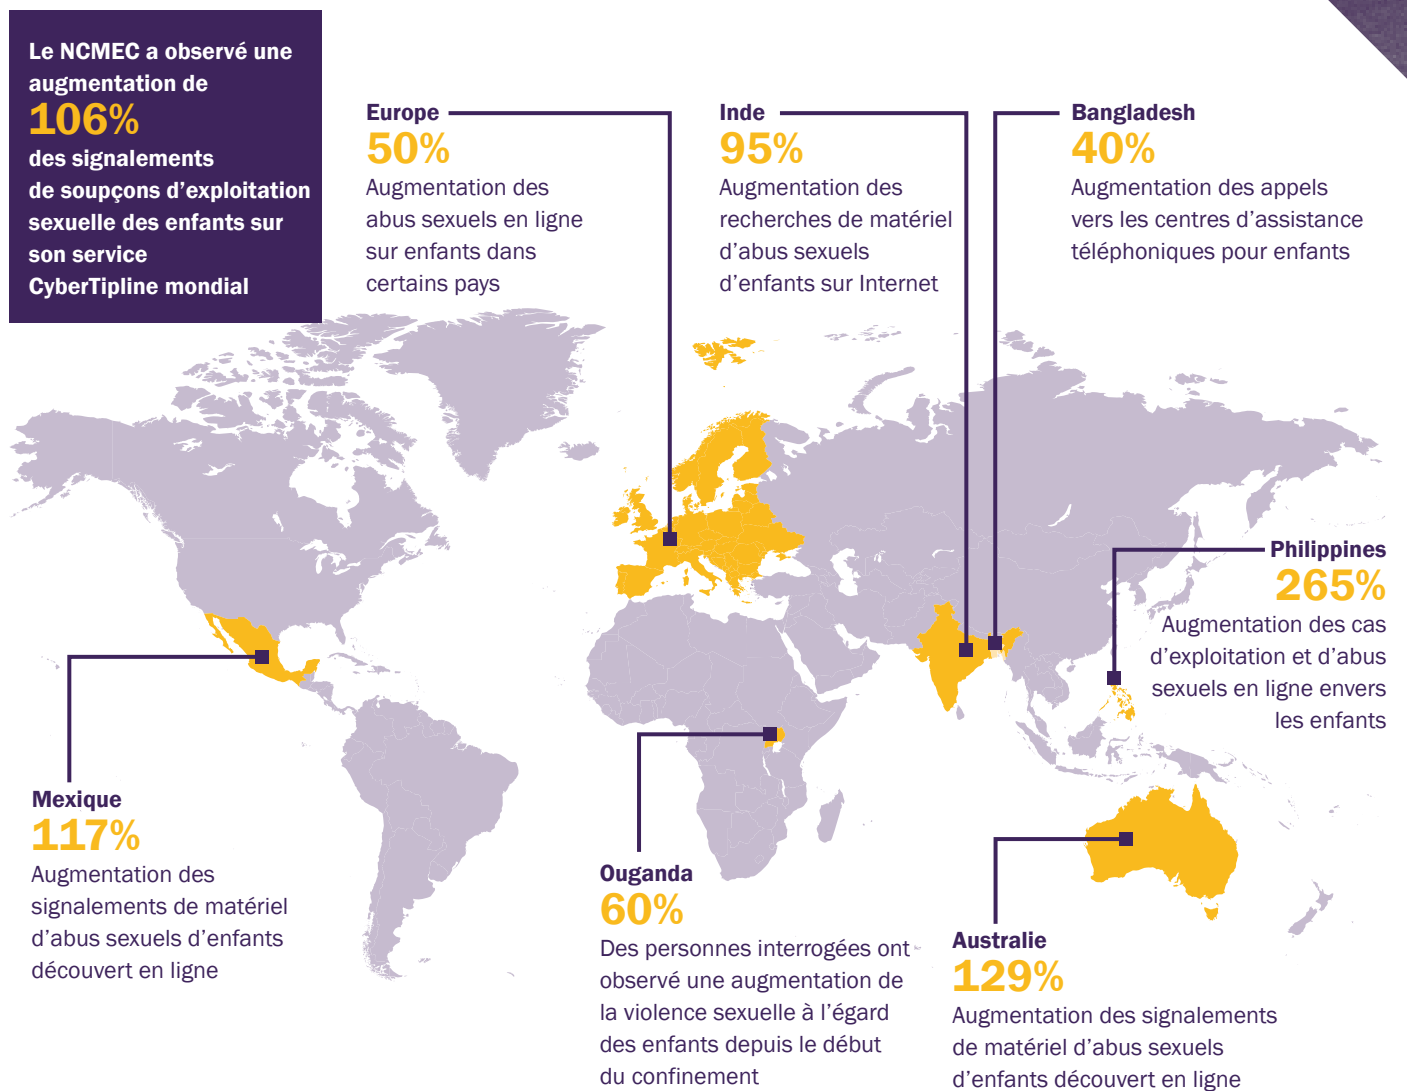 Le NCMEC a observé une
augmentation de
106%
des signalements
de soupçons d’exploitation
sexuelle des enfants sur
son service
CyberTipline mondial
Europe
50%
Augmentation des
abus sexuels en ligne
sur enfants dans
certains pays
Inde
95%
Augmentation des
recherches de matériel
d’abus sexuels
d’enfants sur Internet
Bangladesh
40%
Augmentation des appels
vers les centres d’assistance
téléphoniques pour enfants
Philippines
265%
Augmentation des cas
d’exploitation et d’abus
sexuels en ligne envers
les enfants
Mexique
117%
Augmentation des
signalements de matériel
d’abus sexuels d’enfants
découvert en ligne
Ouganda
60%
Des personnes interrogées ont
observé une augmentation de
la violence sexuelle à l’égard
des enfants depuis le début
du confinement
Australie
129%
Augmentation des signalements
de matériel d’abus sexuels
d’enfants découvert en ligne